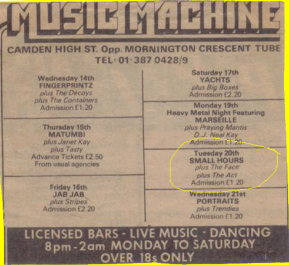 MUSIC MACHINE
CAMDEN HIGH ST. Opp. MORNINGTON CRESCENT TUBE
TEL·01-387 0428/9
Wednesday 14th
FINGERPRINTZ
plus The Decoys
plus The Containers
Admission £1.20
Thursday 15th
MATUMBI
plus Janet Kay
plus Tasty
Advance Tickets £2.50
From usual agencies
Friday 16th
JAB JAB
plus Stripes
Admission £2.20
Saturday 17th
YACHTS
plus Big Boxes
Admission £2.20
Monday 19th
Heavy Metal Night Featuring
MARSEILLE
plus Praying Mantis
D.J. Neal Kay
Admission £1.20
Tuesday 20th
SMALL HOURS
plus The Face
plus The Act
Admission £1.20
Wednesday 21st
PORTRAITS
plus Trendies
Admission £1.20
LICENSED BARS - LIVE MUSIC - DANCING
8pm-2am MONDAY TO SATURDAY
OVER 18s ONLY